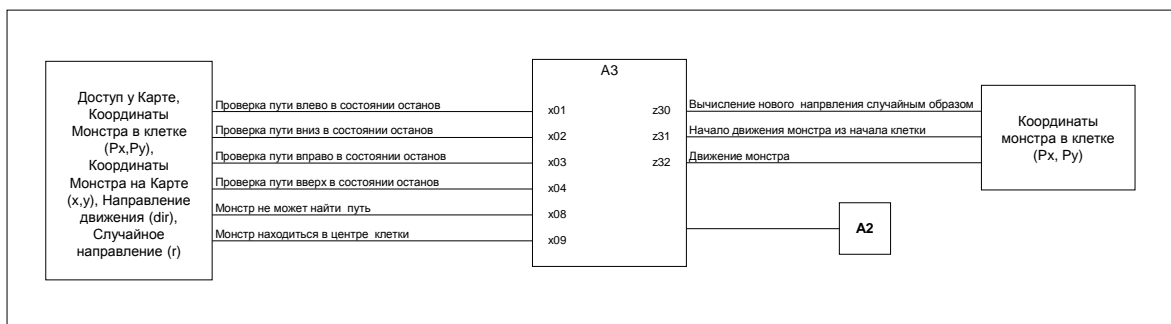 Доступ у Карте,
Координаты
Монстра в клетке
(Px,Py),
Координаты
Монстра на Карте
(x,y), Направление
движения (dir),
Случайное
направление (r)
Проверка пути влево в состоянии останов
Проверка пути вниз в состоянии останов
Проверка пути вправо в состоянии останов
Проверка пути вверх в состоянии останов
Монстр не может найти путь
Монстр находиться в центре клетки
A3
x01
x02
x03
x04
x08
x09
z30
z31
z32
Вычисление нового напрвления случайным образом
Начало движения монстра из начала клетки
Движение монстра
Координаты
монстра в клетке
(Px, Py)
A2